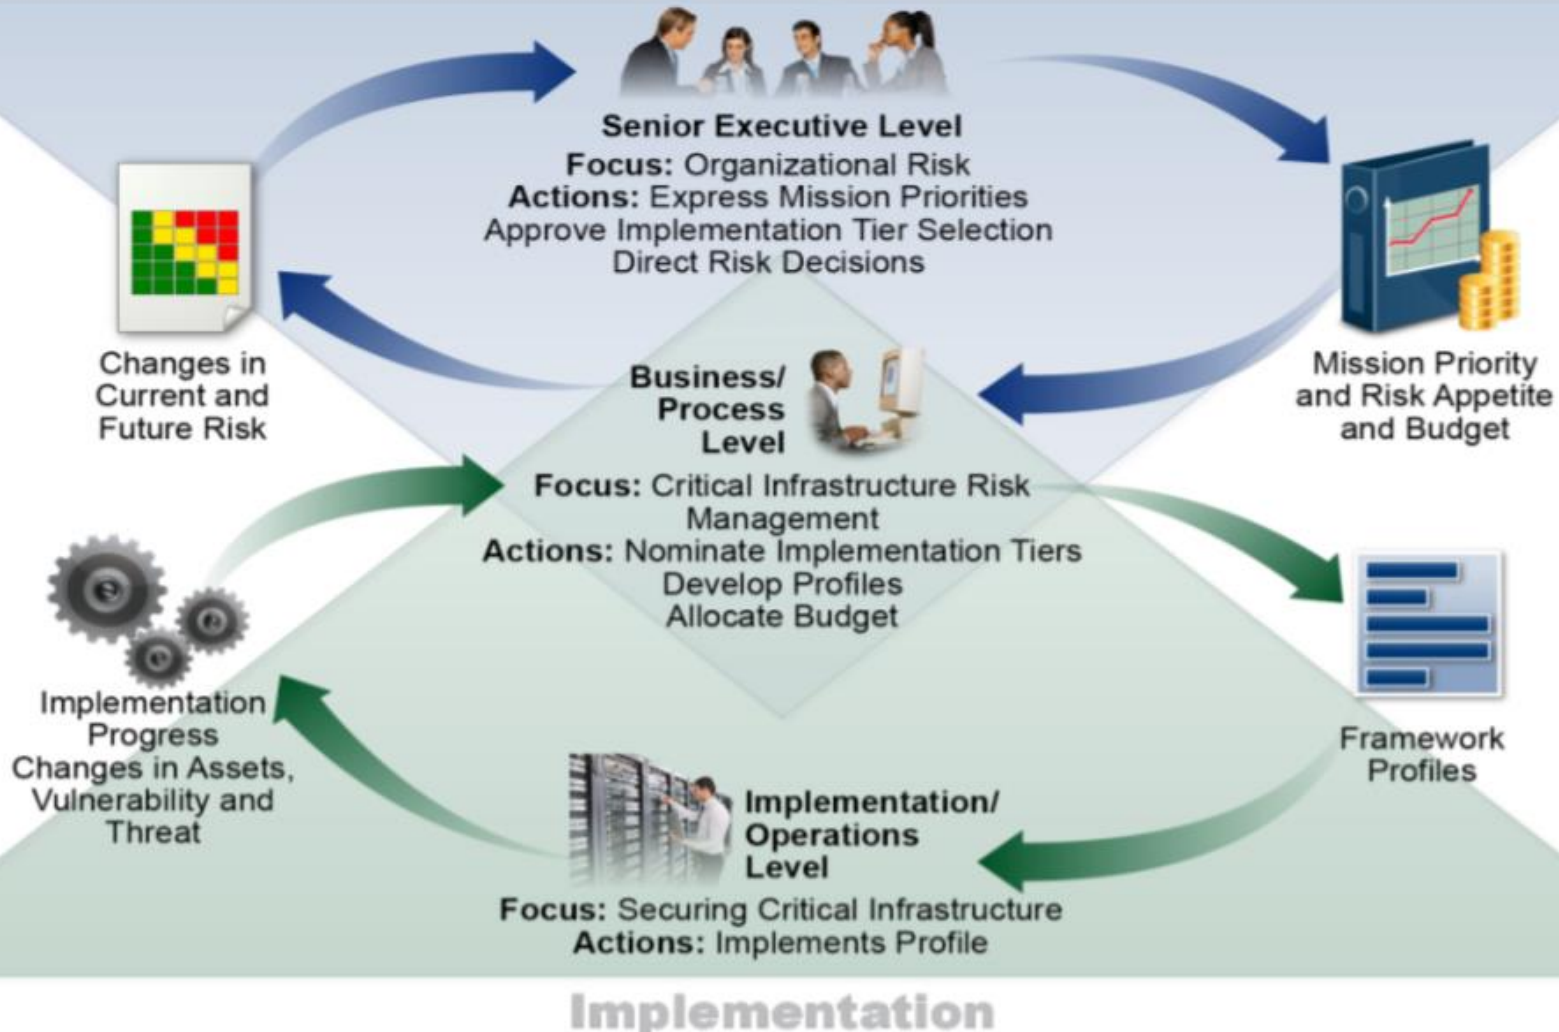 Senior Executive Level
Focus: Organizational Risk
Actions: Express Mission Priorities
Approve Implementation Tier Selection
Direct Risk Decisions
Changes in
Current and
Future Risk
Mission Priority
and Risk Appetite
and Budget
Business/
Process
Level
Focus: Critical Infrastructure Risk
Management
Actions: Nominate Implementation Tiers
Develop Profiles
Allocate Budget
Implementation
Progress
Changes in Assets,
Vulnerability and
Threat
Framework
Profiles
Implementation/
Operations
Level
Focus: Securing Critical Infrastructure
Actions: Implements Profile
Implementation